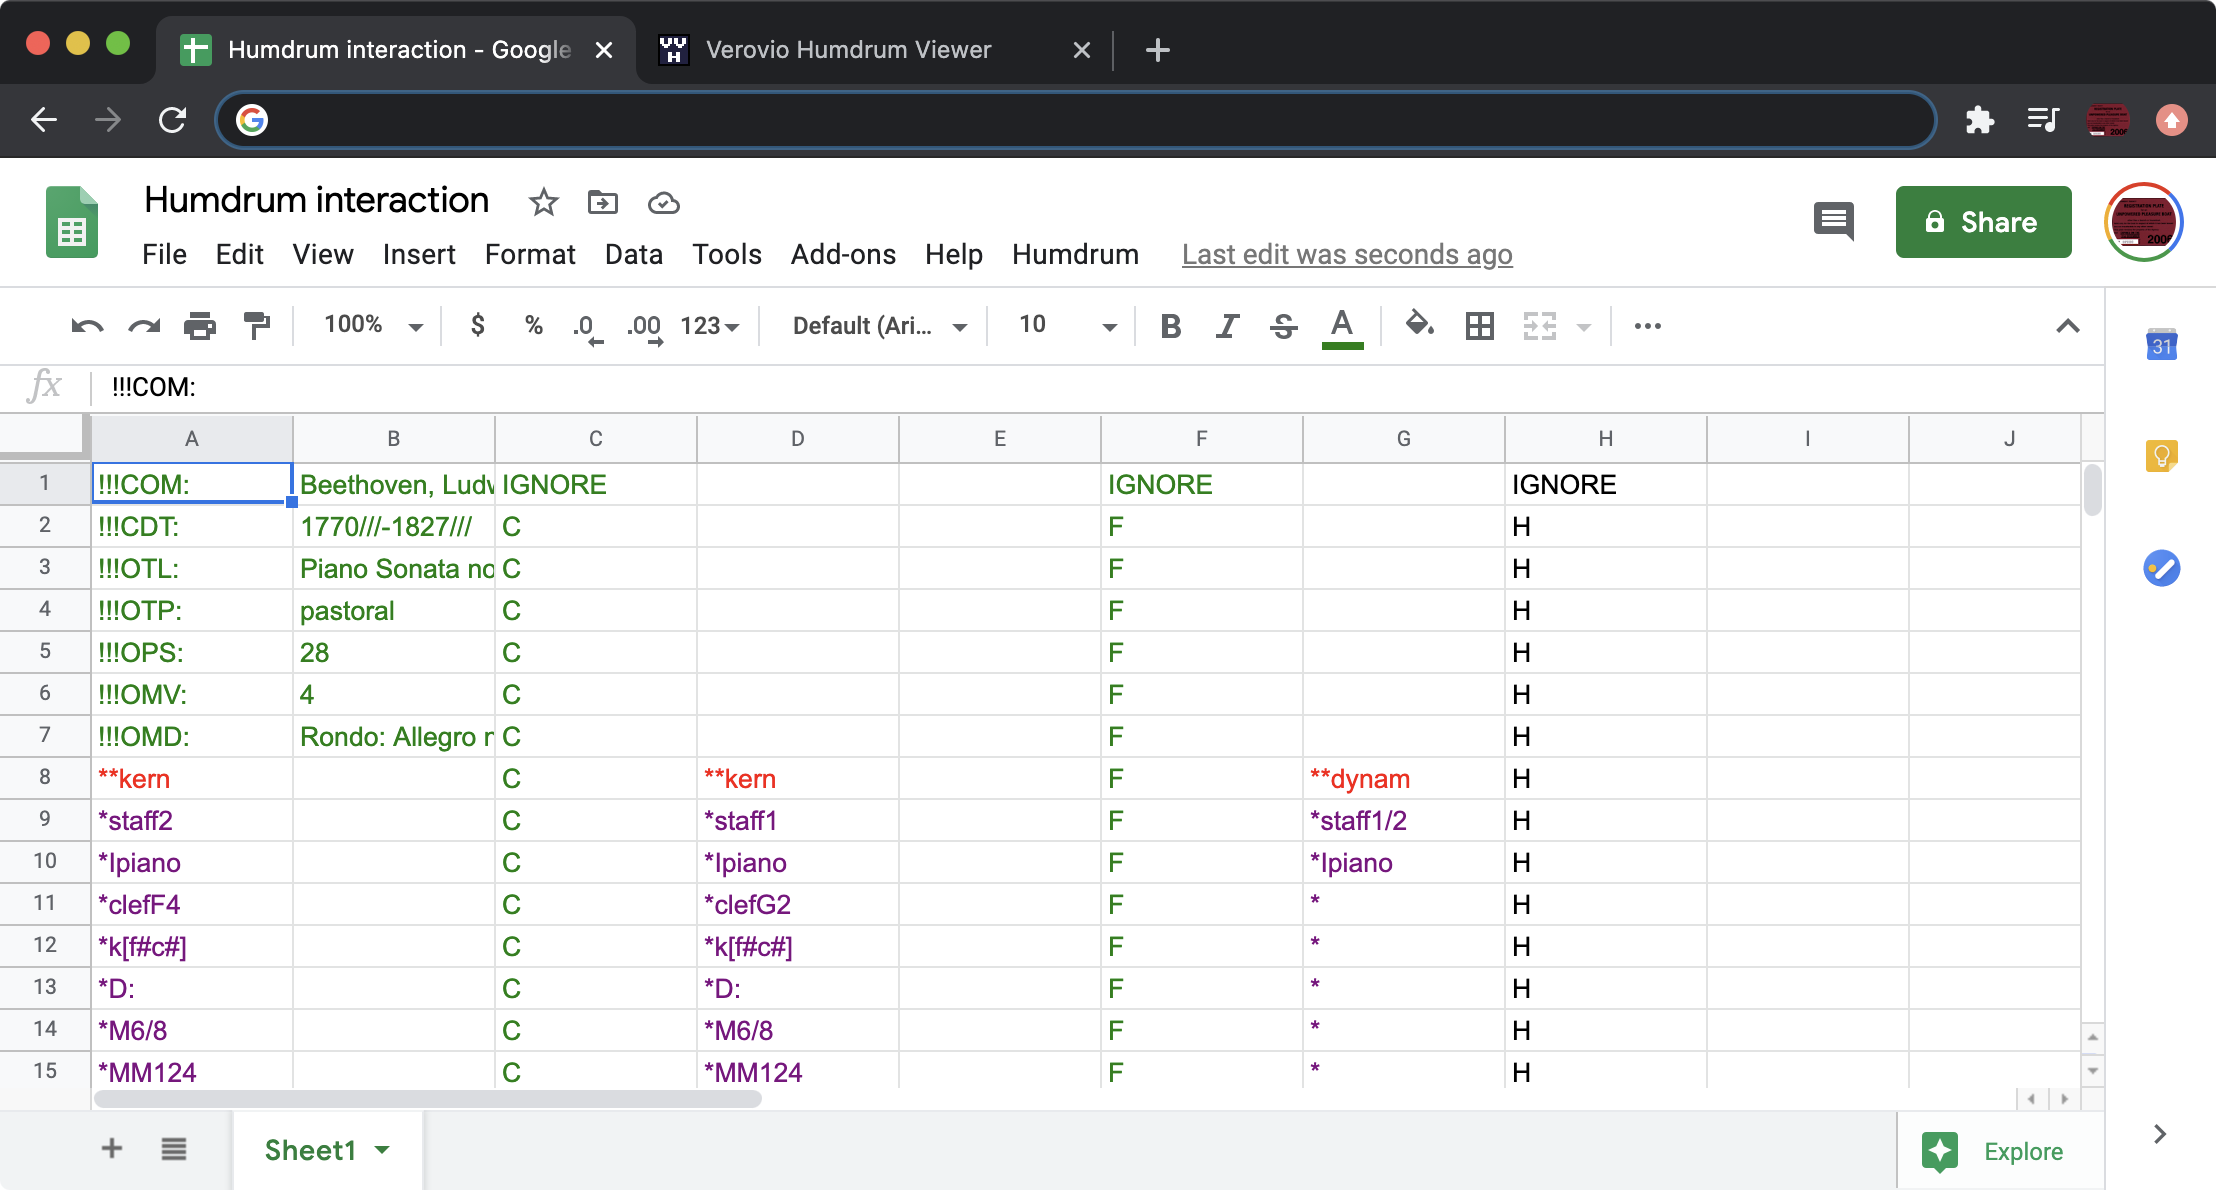 Humdrum interaction - Google
Verovio Humdrum Viewer
Humdrum interaction
Share
File Edit View Insert Format Data Tools Add-ons Help Humdrum Last edit was seconds ago
100% $ % .0 .00 123 Default (Ari... 10 B I S A
31
fx !!!COM:
A B C D E F G H I J
1 !!!COM: Beethoven, Ludw IGNORE IGNORE IGNORE
2 !!!CDT: 1770///-1827/// C F H
3 !!!OTL: Piano Sonata no C F H
4 !!!OTP: pastoral C F H
5 !!!OPS: 28 C F H
6 !!!OMV: 4 C F H
7 !!!OMD: Rondo: Allegro n C F H
8 **kern C **kern F **dynam H
9 *staff2 C *staff1 F *staff1/2 H
10 *Ipiano C *Ipiano F *Ipiano H
11 *clefF4 C *clefG2 F * H
12 *k[f#c#] C *k[f#c#] F * H
13 *D: C *D: F * H
14 *M6/8 C *M6/8 F * H
15 *MM124 C *MM124 F * H
Sheet1
Explore